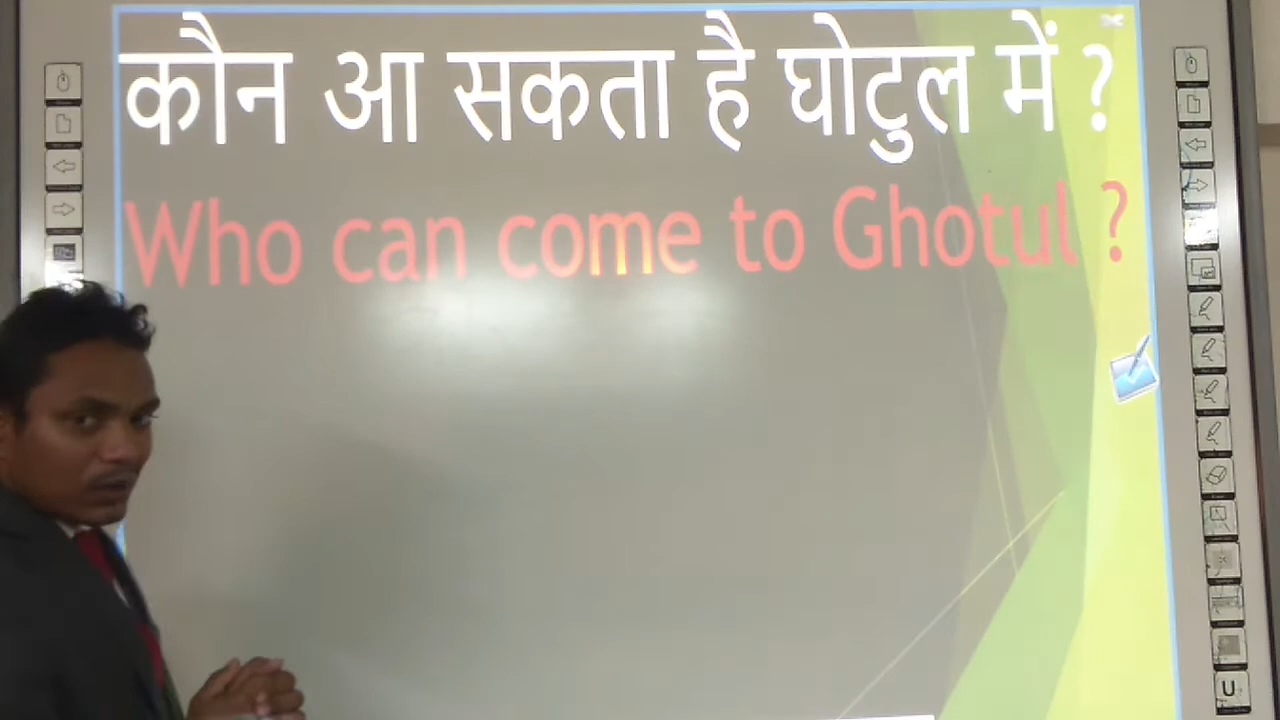 कौन आ सकता है घोटुल में ?
Who can come to Ghotul ?
U